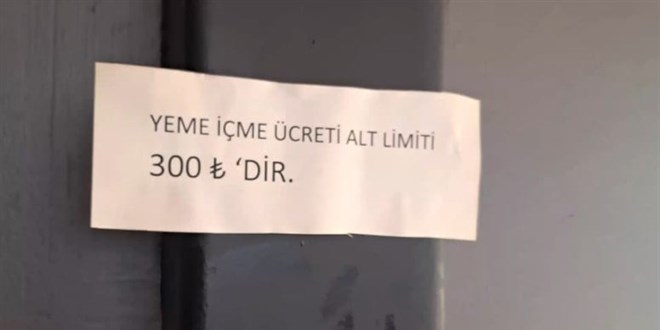 YEME İÇME ÜCRETİ ALT LİMİTİ
300 ₺ ‘DİR.